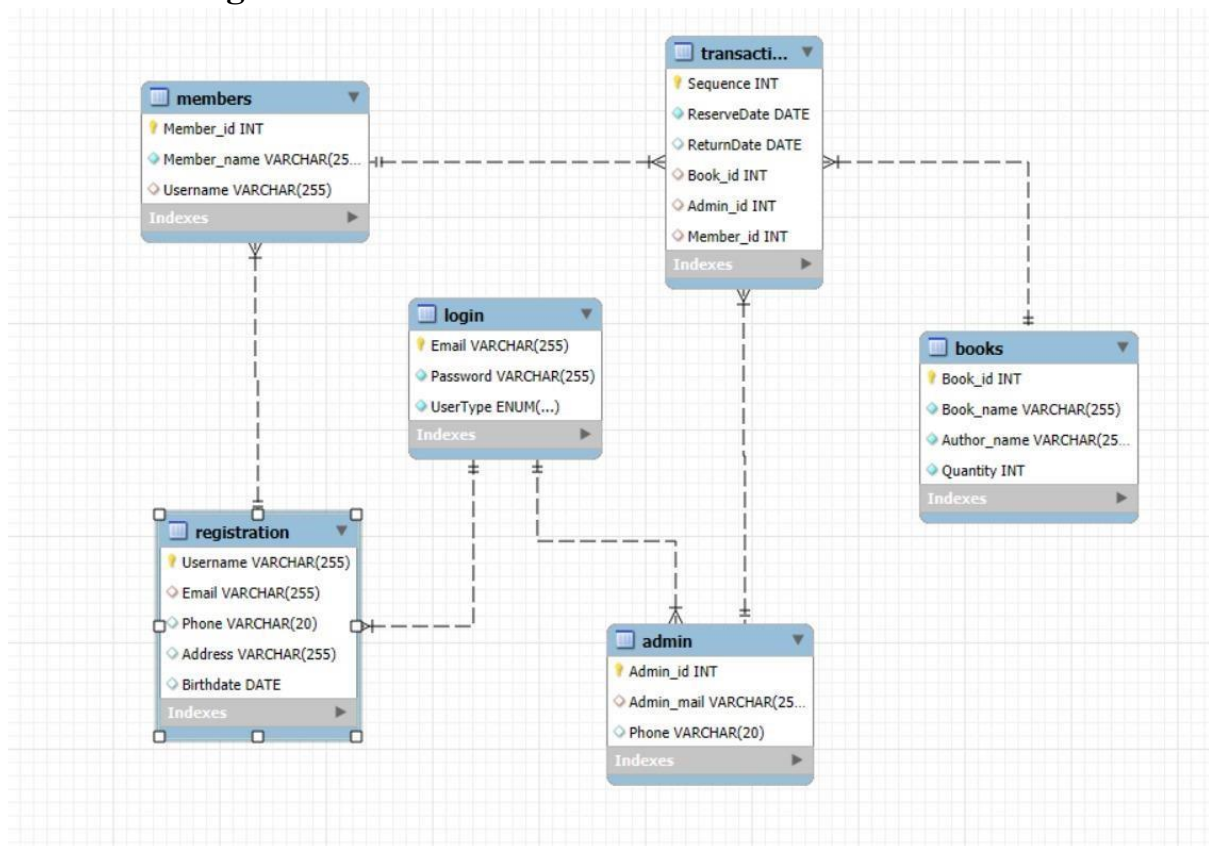 members
Member_id INT
Member_name VARCHAR(25...
Username VARCHAR(255)
Indexes
transacti...
Sequence INT
ReserveDate DATE
ReturnDate DATE
Book_id INT
Admin_id INT
Member_id INT
Indexes
login
Email VARCHAR(255)
Password VARCHAR(255)
UserType ENUM(...)
Indexes
books
Book_id INT
Book_name VARCHAR(255)
Author_name VARCHAR(25...
Quantity INT
Indexes
registration
Username VARCHAR(255)
Email VARCHAR(255)
Phone VARCHAR(20)
Address VARCHAR(255)
Birthdate DATE
Indexes
admin
Admin_id INT
Admin_mail VARCHAR(25...
Phone VARCHAR(20)
Indexes